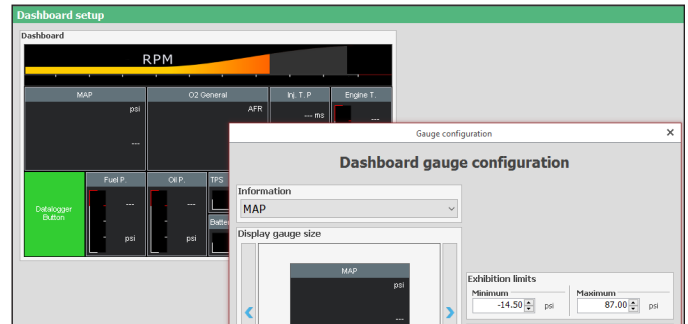 Dashboard setup
Dashboard
RPM
MAP
O2 General
Inj. T. P
Engine T.
psi
AFR
--- ms
---
---
Datalogger
Button
Fuel P.
Oil P.
TPS
---
---
psi
psi
Gauge configuration
Dashboard gauge configuration
Information
MAP
Display gauge size
MAP
psi
---
Exhibition limits
Minimum
Maximum
-14.50 psi
87.00 psi